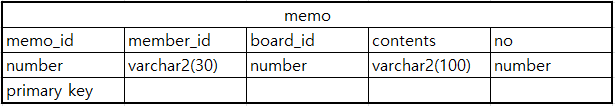 memo
memo_id member_id board_id contents no
number varchar2(30) number varchar2(100) number
primary key